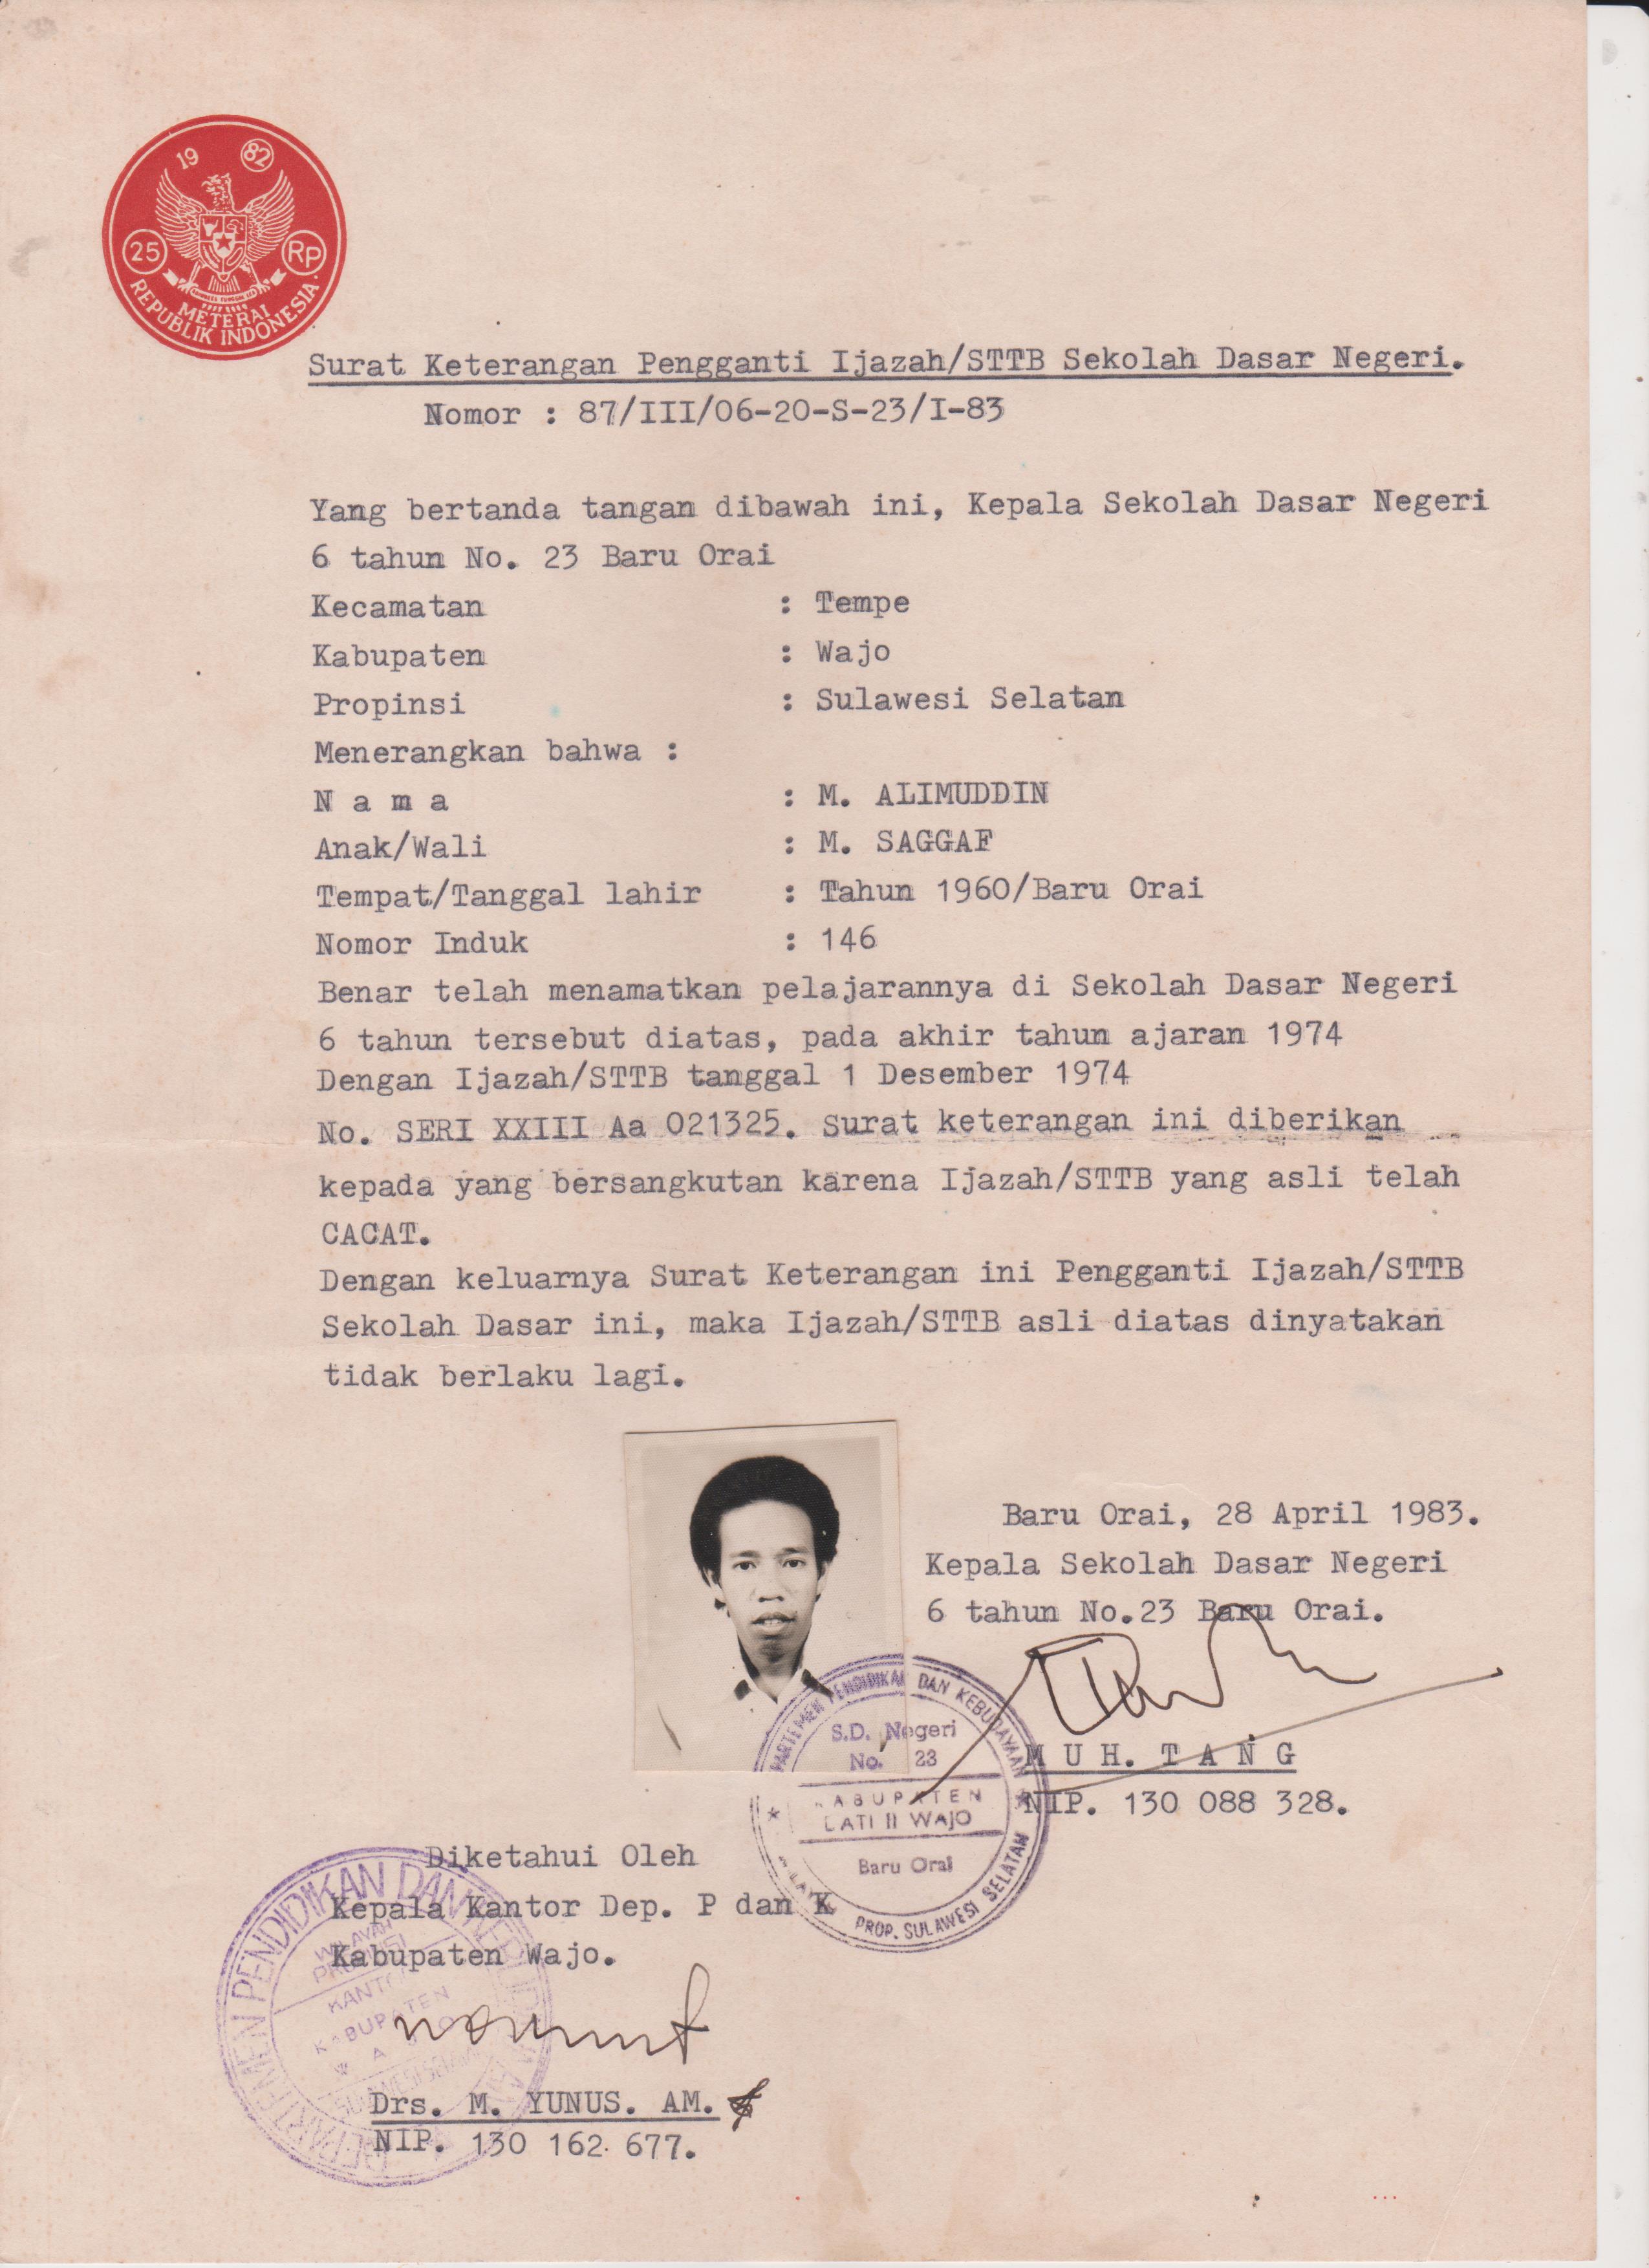 19 82
25 RP
METERAI
REPUBLIK INDONESIA
Surat Keterangan Pengganti Ijazah/STTB Sekolah Dasar Negeri.
Nomor : 87/III/06-20-S-23/I-83
Yang bertanda tangan dibawah ini, Kepala Sekolah Dasar Negeri
6 tahun No. 23 Baru Orai
Kecamatan : Tempe
Kabupaten : Wajo
Propinsi : Sulawesi Selatan
Menerangkan bahwa :
N a m a : M. ALIMUDDIN
Anak/Wali : M. SAGGAF
Tempat/Tanggal lahir : Tahun 1960/Baru Orai
Nomor Induk : 146
Benar telah menamatkan pelajarannya di Sekolah Dasar Negeri
6 tahun tersebut diatas, pada akhir tahun ajaran 1974
Dengan Ijazah/STTB tanggal 1 Desember 1974
No. SERI XXIII Aa 021325. Surat keterangan ini diberikan
kepada yang bersangkutan karena Ijazah/STTB yang asli telah
CACAT.
Dengan keluarnya Surat Keterangan ini Pengganti Ijazah/STTB
Sekolah Dasar ini, maka Ijazah/STTB asli diatas dinyatakan
tidak berlaku lagi.
Baru Orai, 28 April 1983.
Kepala Sekolah Dasar Negeri
6 tahun No.23 Baru Orai.
PENDIDIKAN DAN KEBUDAYAAN
S.D. Negeri
No. 23
KABUPATEN
DATI II WAJO
Baru Orai
PROP. SULAWESI SELATAN
M U H. T A N G
NIP. 130 088 328.
Diketahui Oleh
Kepala Kantor Dep. P dan K
Kabupaten Wajo.
PENDIDIKAN DAN
WILAYAH
KABUPATEN
Drs. M. YUNUS. AM.
NIP. 130 162 677.